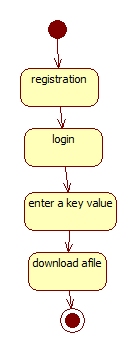 registration
login
enter a key value
download afile